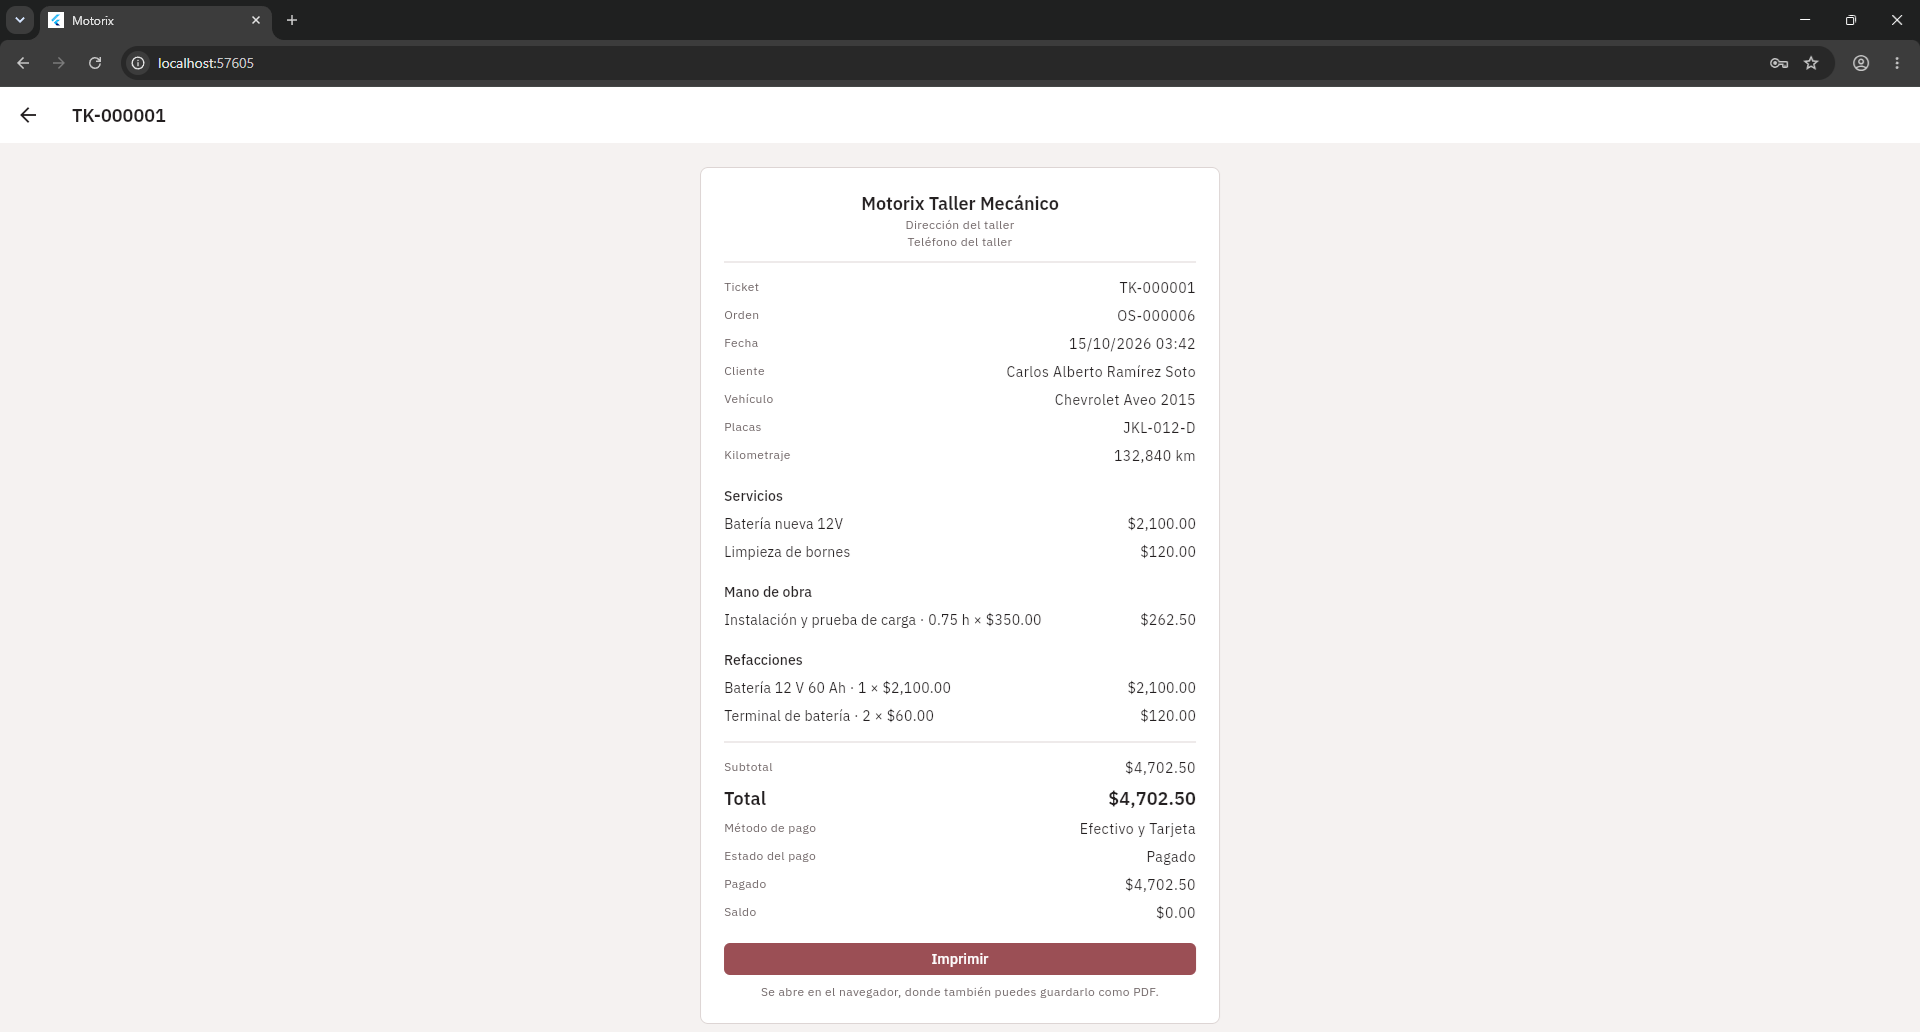 Motorix
localhost:57605
TK-000001
Motorix Taller Mecánico
Dirección del taller
Teléfono del taller
Ticket TK-000001
Orden OS-000006
Fecha 15/10/2026 03:42
Cliente Carlos Alberto Ramírez Soto
Vehículo Chevrolet Aveo 2015
Placas JKL-012-D
Kilometraje 132,840 km
Servicios
Batería nueva 12V $2,100.00
Limpieza de bornes $120.00
Mano de obra
Instalación y prueba de carga · 0.75 h × $350.00 $262.50
Refacciones
Batería 12 V 60 Ah · 1 × $2,100.00 $2,100.00
Terminal de batería · 2 × $60.00 $120.00
Subtotal $4,702.50
Total $4,702.50
Método de pago Efectivo y Tarjeta
Estado del pago Pagado
Pagado $4,702.50
Saldo $0.00
Imprimir
Se abre en el navegador, donde también puedes guardarlo como PDF.